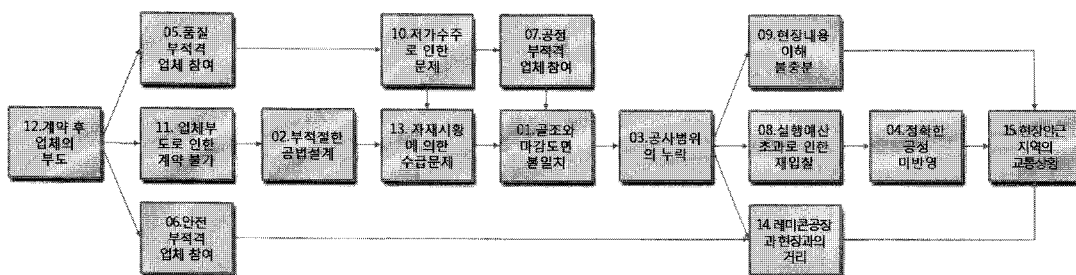 05.품질
부적격
업체 참여
10.저가수주
로 인한
문제
07.공정
부적격
업체 참여
09.현장내용
이해
불충분
12.계약 후
업체의
부도
11. 업체부
도로 인한
계약 불가
02.부적절한
공법설계
13. 자재시황
에 의한
수급문제
01.골조와
마감도면
불일치
03.공사범위
의 누락
08.실행예산
초과로 인한
재입찰
04.정확한
공정
미반영
15.현장인근
지역의
교통상황
06.안전
부적격
업체 참여
14.레미콘공장
과 현장과의
거리